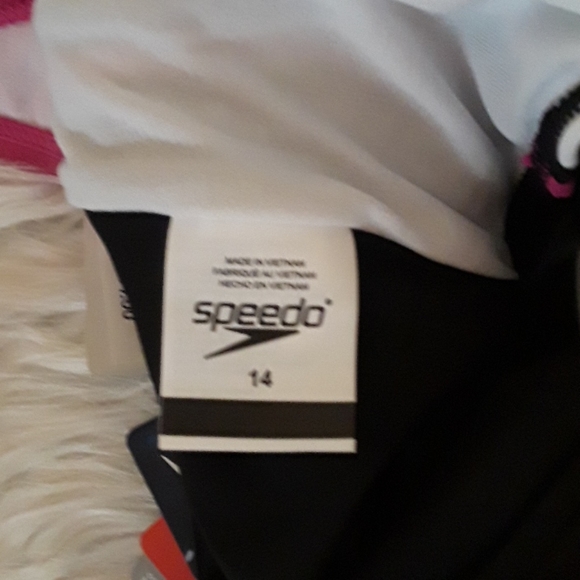 MADE IN VIETNAM
FABRIQUÉ AU VIETNAM
HECHO EN VIETNAM
speedo
14